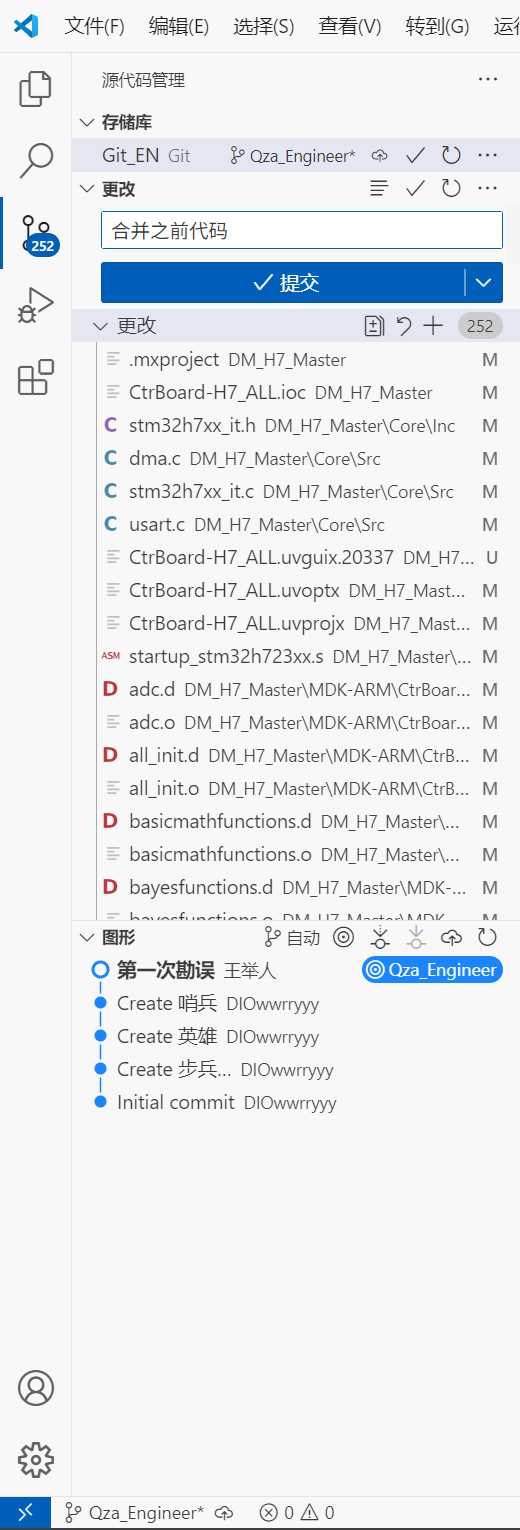 文件(F) 编辑(E) 选择(S) 查看(V) 转到(G) 运行
源代码管理
存储库
Git_EN Git Qza_Engineer*
更改
252
合并之前代码
提交
更改 252
.mxproject DM_H7_Master M
CtrBoard-H7_ALL.ioc DM_H7_Master M
C stm32h7xx_it.h DM_H7_Master\Core\Inc M
C dma.c DM_H7_Master\Core\Src M
C stm32h7xx_it.c DM_H7_Master\Core\Src M
C usart.c DM_H7_Master\Core\Src M
CtrBoard-H7_ALL.uvguix.20337 DM_H7... U
CtrBoard-H7_ALL.uvoptx DM_H7_Mast... M
CtrBoard-H7_ALL.uvprojx DM_H7_Mast... M
ASM startup_stm32h723xx.s DM_H7_Master\... M
D adc.d DM_H7_Master\MDK-ARM\CtrBoar... M
adc.o DM_H7_Master\MDK-ARM\CtrBoar... M
D all_init.d DM_H7_Master\MDK-ARM\CtrB... M
all_init.o DM_H7_Master\MDK-ARM\CtrB... M
D basicmathfunctions.d DM_H7_Master\... M
basicmathfunctions.o DM_H7_Master\... M
D bayesfunctions.d DM_H7_Master\MDK-... M
bayesfunctions.o DM_H7_Master\MDK-... M
图形 自动
第一次勘误 王举人 Qza_Engineer
Create 哨兵 DIOwwrryyy
Create 英雄 DIOwwrryyy
Create 步兵... DIOwwrryyy
Initial commit DIOwwrryyy
Qza_Engineer* 0 0